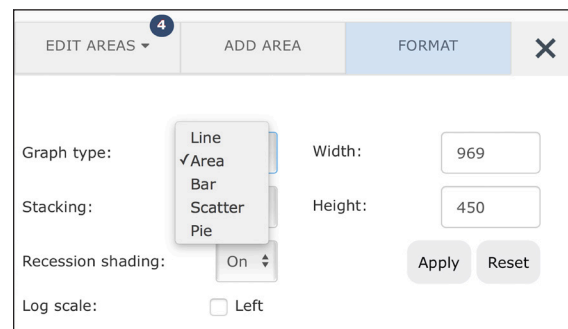 4
EDIT AREAS ADD AREA FORMAT
Graph type: Line Width: 969
✓Area
Bar
Stacking: Scatter Height: 450
Pie
Recession shading: On Apply Reset
Log scale: Left